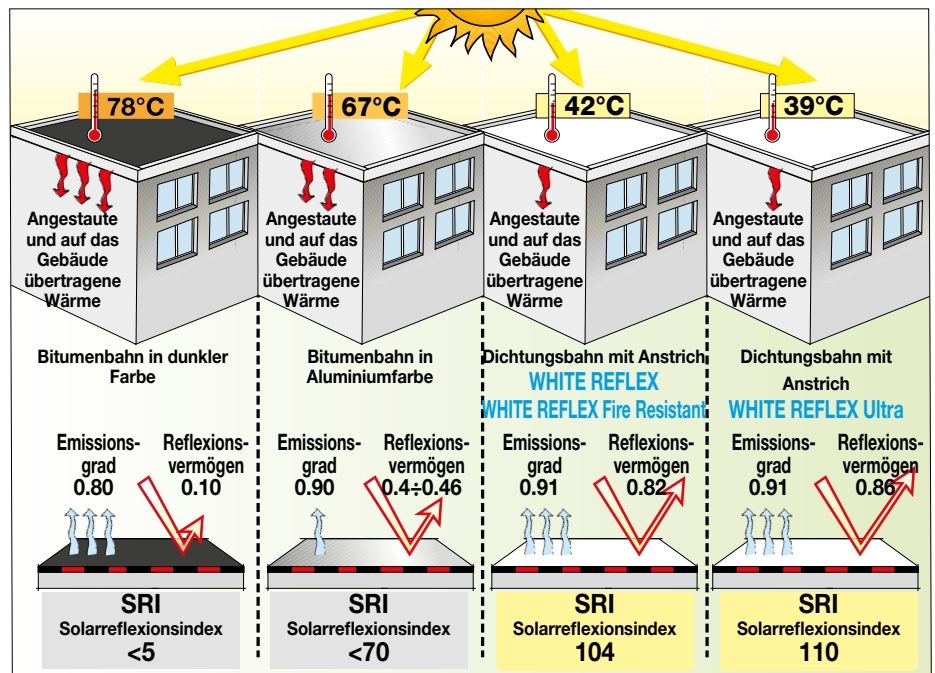 78°C
67°C
42°C
39°C
Angestaute
und auf das
Gebäude
übertragene
Wärme
Angestaute
und auf das
Gebäude
übertragene
Wärme
Angestaute
und auf das
Gebäude
übertragene
Wärme
Angestaute
und auf das
Gebäude
übertragene
Wärme
Bitumenbahn in dunkler
Farbe
Bitumenbahn in
Aluminiumfarbe
Dichtungsbahn mit Anstrich
WHITE REFLEX
WHITE REFLEX Fire Resistant
Dichtungsbahn mit
Anstrich
WHITE REFLEX Ultra
Emissions-
grad
0.80
Reflexions-
vermögen
0.10
Emissions-
grad
0.90
Reflexions-
vermögen
0.4÷0.46
Emissions-
grad
0.91
Reflexions-
vermögen
0.82
Emissions-
grad
0.91
Reflexions-
vermögen
0.86
SRI
Solarreflexionsindex
<5
SRI
Solarreflexionsindex
<70
SRI
Solarreflexionsindex
104
SRI
Solarreflexionsindex
110